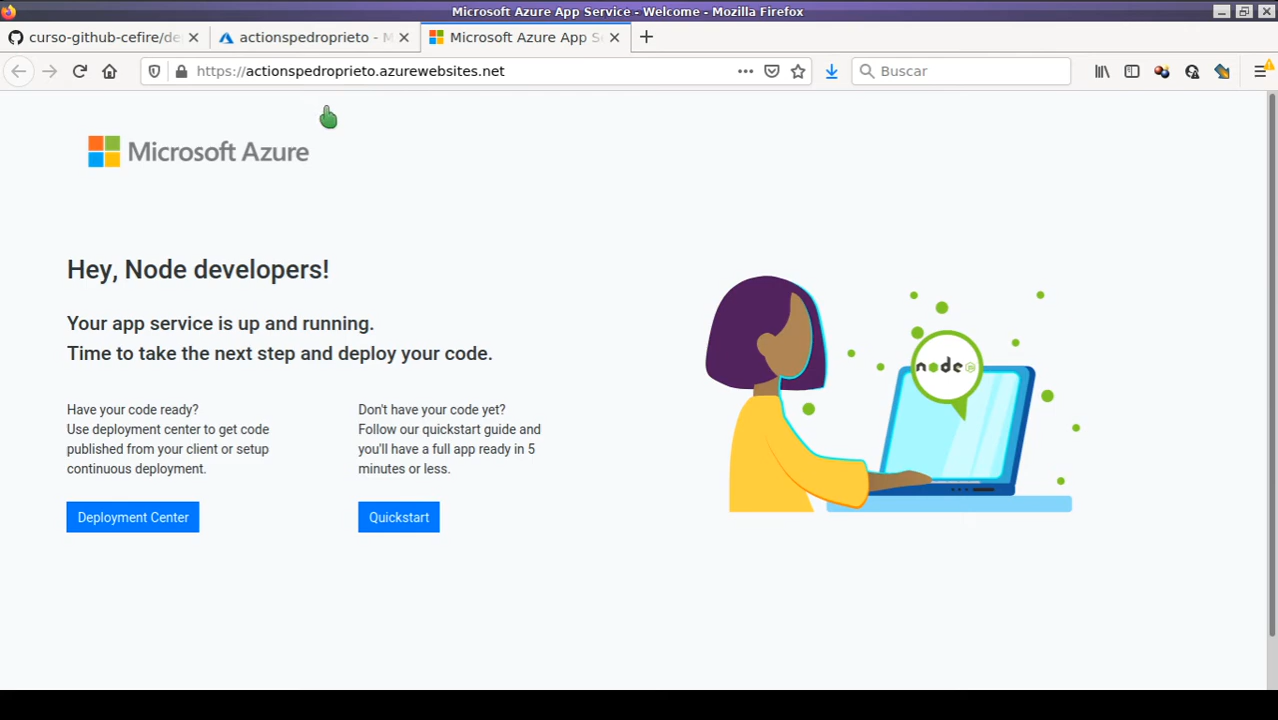 Microsoft Azure App Service - Welcome - Mozilla Firefox
curso-github-cefire/de
actionspedroprieto - M
Microsoft Azure App S
https://actionspedroprieto.azurewebsites.net
Buscar
Microsoft Azure
Hey, Node developers!
Your app service is up and running.
Time to take the next step and deploy your code.
Have your code ready?
Use deployment center to get code
published from your client or setup
continuous deployment.
Deployment Center
Don't have your code yet?
Follow our quickstart guide and
you'll have a full app ready in 5
minutes or less.
Quickstart
node